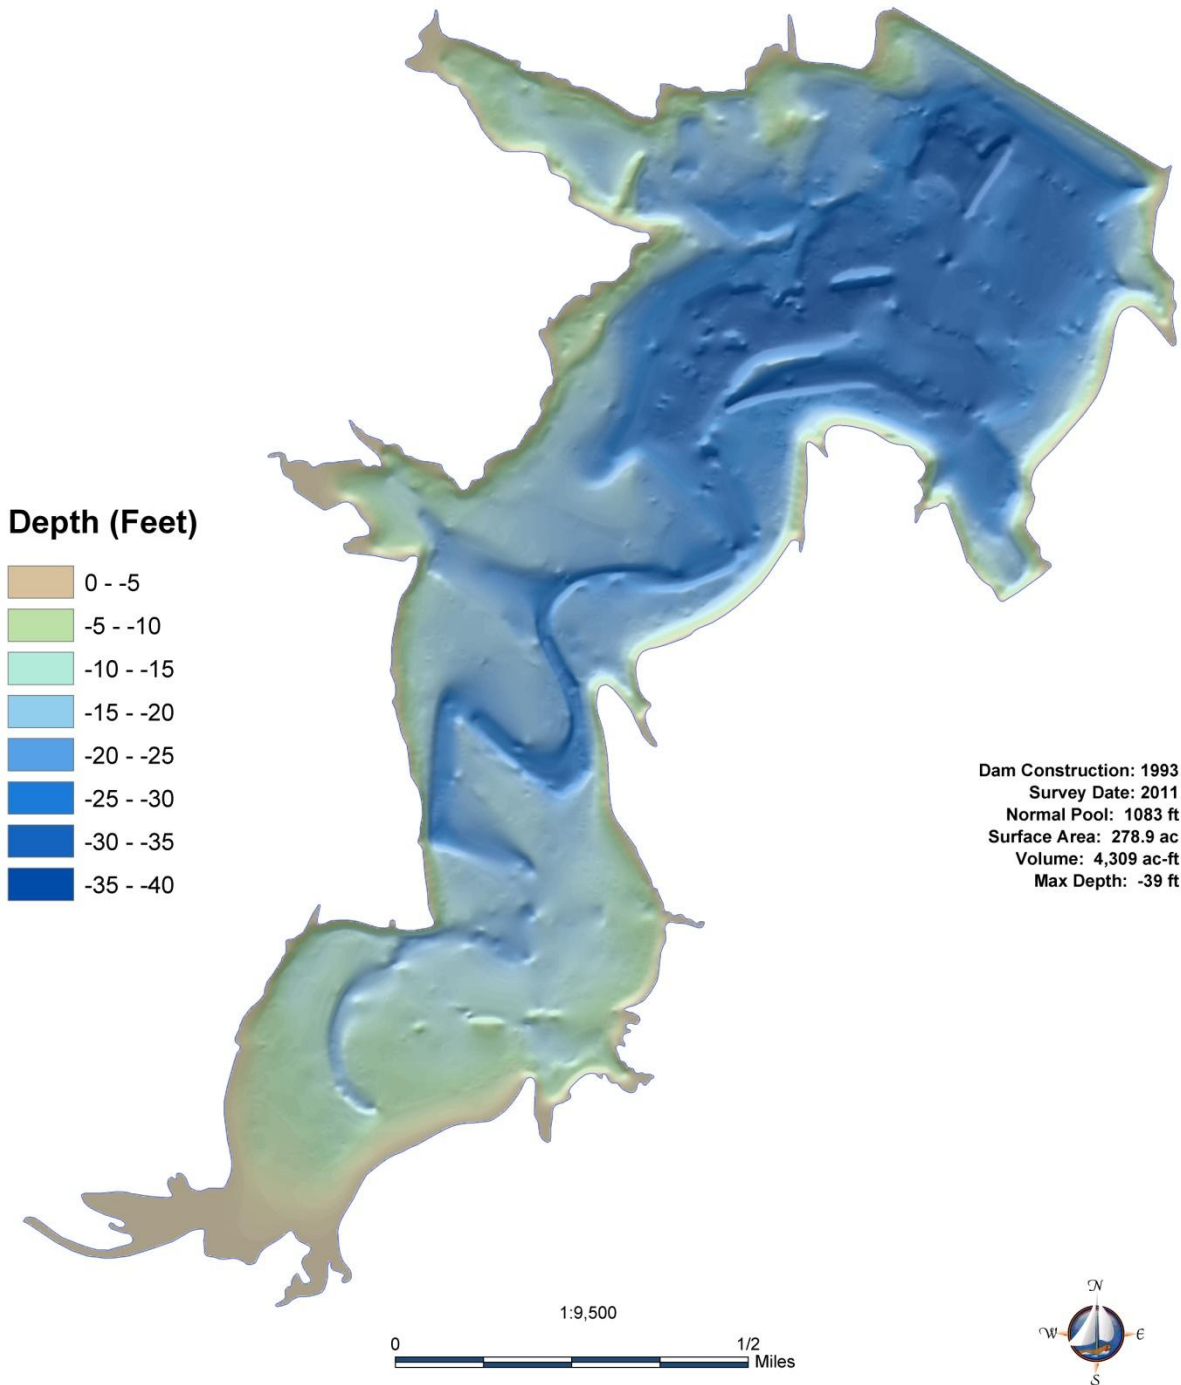 Depth (Feet)
0 - -5
-5 - -10
-10 - -15
-15 - -20
-20 - -25
-25 - -30
-30 - -35
-35 - -40
Dam Construction: 1993
Survey Date: 2011
Normal Pool: 1083 ft
Surface Area: 278.9 ac
Volume: 4,309 ac-ft
Max Depth: -39 ft
1:9,500
0 1/2
Miles
N
W E
S